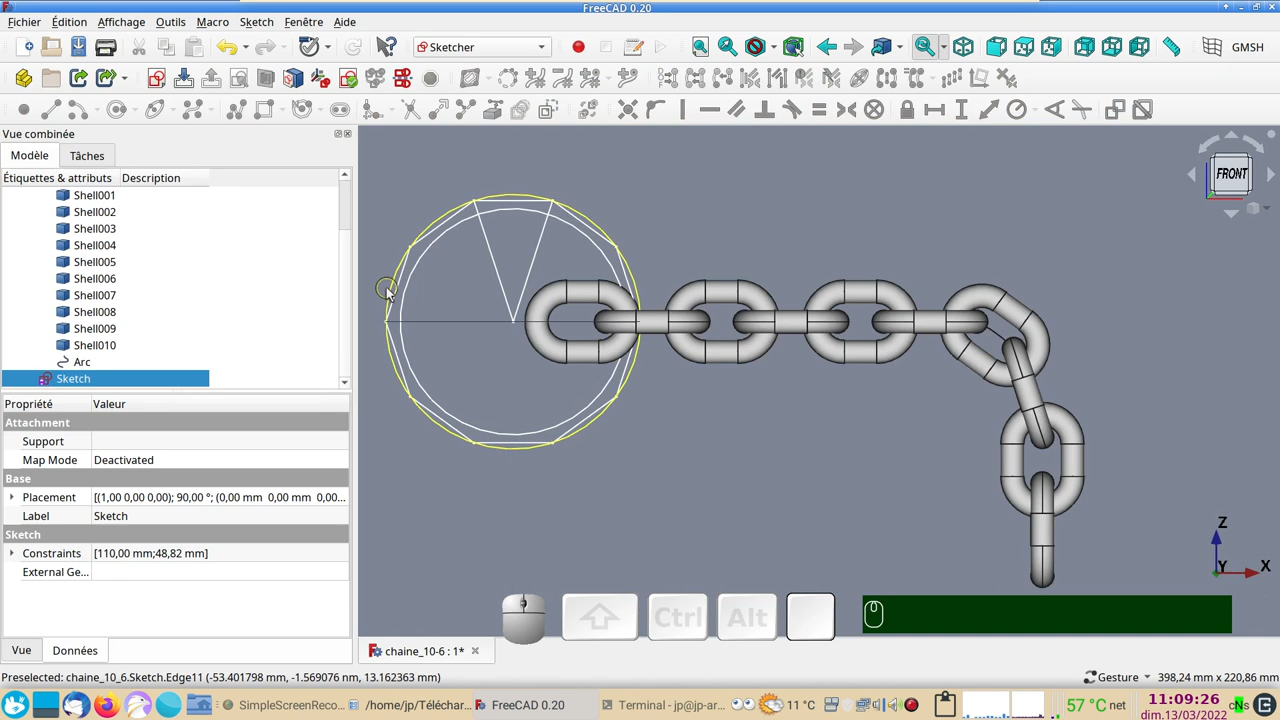 FreeCAD 0.20
Fichier Édition Affichage Outils Macro Sketch Fenêtre Aide
Sketcher
GMSH
Vue combinée
Modèle Tâches
Étiquettes & attributs Description
Shell001
Shell002
Shell003
Shell004
Shell005
Shell006
Shell007
Shell008
Shell009
Shell010
Arc
Sketch
Propriété Valeur
Attachment
Support
Map Mode Deactivated
Base
Placement [(1,00 0,00 0,00); 90,00 °; (0,00 mm 0,00 mm 0,00...
Label Sketch
Sketch
Constraints [110,00 mm;48,82 mm]
External Ge...
Vue Données
FRONT
Z
Y
X
Ctrl Alt
chaine_10-6 : 1*
Preselected: chaine_10_6.Sketch.Edge11 (-53.401798 mm, -1.569076 nm, 13.162363 mm)
Gesture 398,24 mm x 220,86 mm
SimpleScreenReco... /home/jp/Téléchar... FreeCAD 0.20 Terminal - jp@jp-ar... 11 °C 57 °C net 11:09:26
dim.13/03/2022